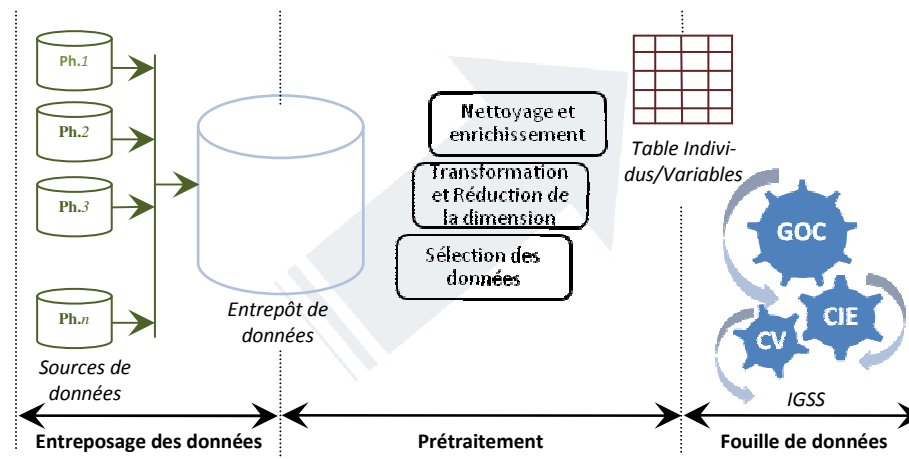 Ph.1
Ph.2
Ph.3
Ph.n
Sources de
données
Entrepôt de
données
Nettoyage et
enrichissement
Transformation
et Réduction de
la dimension
Sélection des
données
Table Indivi-
dus/Variables
GOC
CIE
CV
IGSS
Entreposage des données
Prétraitement
Fouille de données